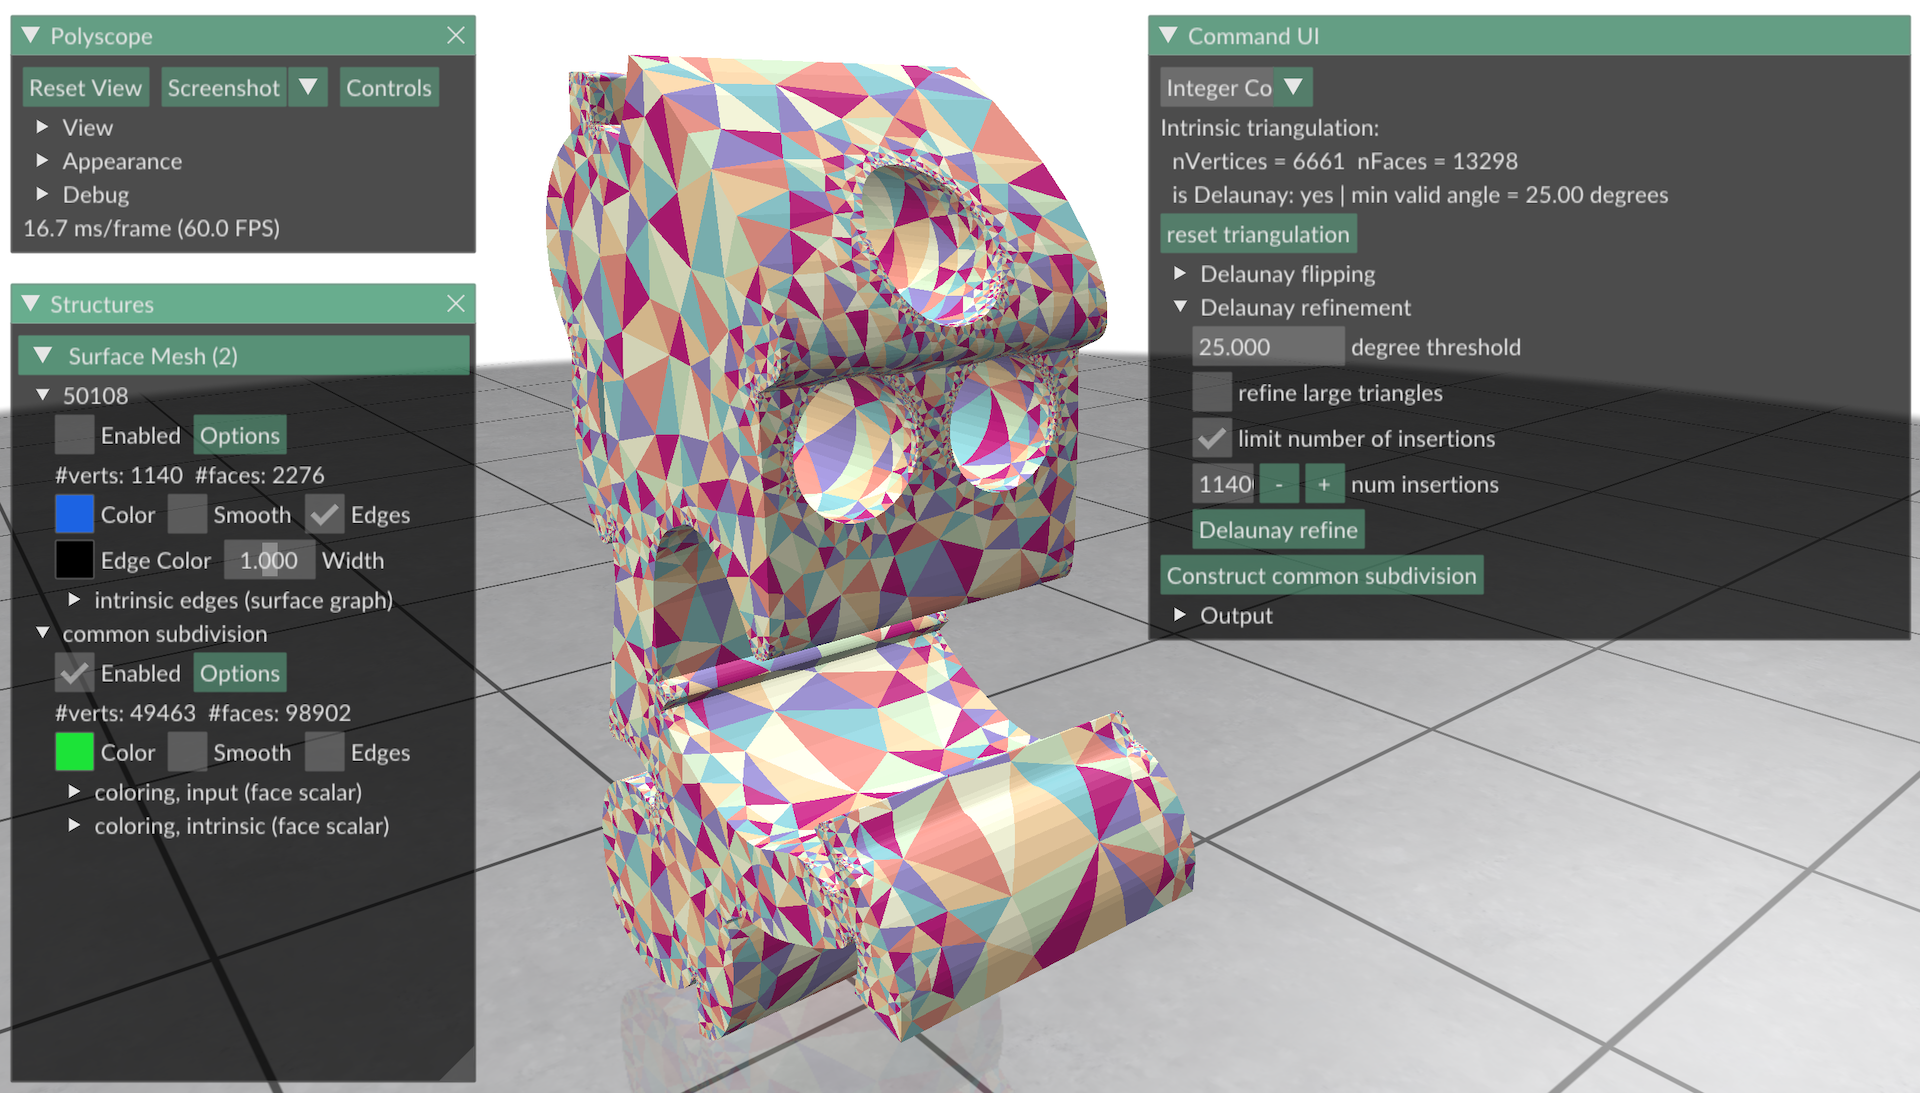 Polyscope
Reset View Screenshot Controls
View
Appearance
Debug
16.7 ms/frame (60.0 FPS)
Structures
Surface Mesh (2)
50108
Enabled Options
#verts: 1140 #faces: 2276
Color Smooth Edges
Edge Color 1.000 Width
intrinsic edges (surface graph)
common subdivision
Enabled Options
#verts: 49463 #faces: 98902
Color Smooth Edges
coloring, input (face scalar)
coloring, intrinsic (face scalar)
Command UI
Integer Co
Intrinsic triangulation:
nVertices = 6661 nFaces = 13298
is Delaunay: yes | min valid angle = 25.00 degrees
reset triangulation
Delaunay flipping
Delaunay refinement
25.000 degree threshold
refine large triangles
limit number of insertions
1140 - + num insertions
Delaunay refine
Construct common subdivision
Output